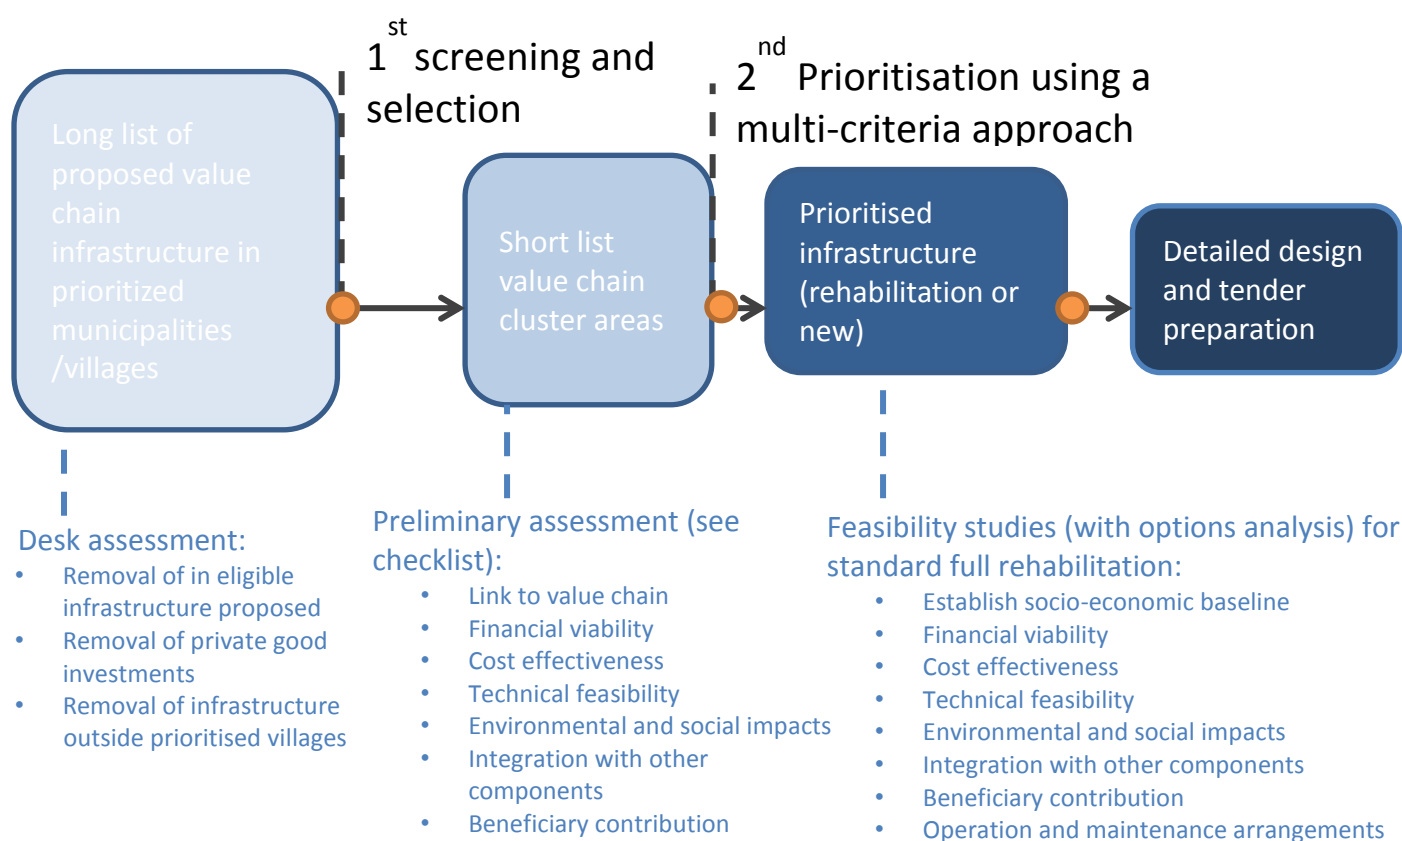 1st screening and
selection
2nd Prioritisation using a
multi-criteria approach
Long list of
proposed value
chain
infrastructure in
prioritized
municipalities
/villages
Short list
value chain
cluster areas
Prioritised
infrastructure
(rehabilitation or
new)
Detailed design
and tender
preparation
Desk assessment:
• Removal of in eligible
infrastructure proposed
• Removal of private good
investments
• Removal of infrastructure
outside prioritised villages
Preliminary assessment (see
checklist):
• Link to value chain
• Financial viability
• Cost effectiveness
• Technical feasibility
• Environmental and social impacts
• Integration with other
components
• Beneficiary contribution
Feasibility studies (with options analysis) for
standard full rehabilitation:
• Establish socio-economic baseline
• Financial viability
• Cost effectiveness
• Technical feasibility
• Environmental and social impacts
• Integration with other components
• Beneficiary contribution
• Operation and maintenance arrangements